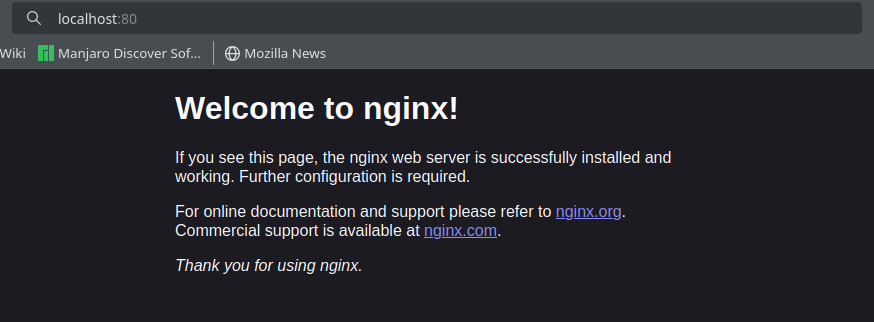 localhost:80
Wiki Manjaro Discover Sof... Mozilla News
Welcome to nginx!
If you see this page, the nginx web server is successfully installed and
working. Further configuration is required.
For online documentation and support please refer to nginx.org.
Commercial support is available at nginx.com.
Thank you for using nginx.